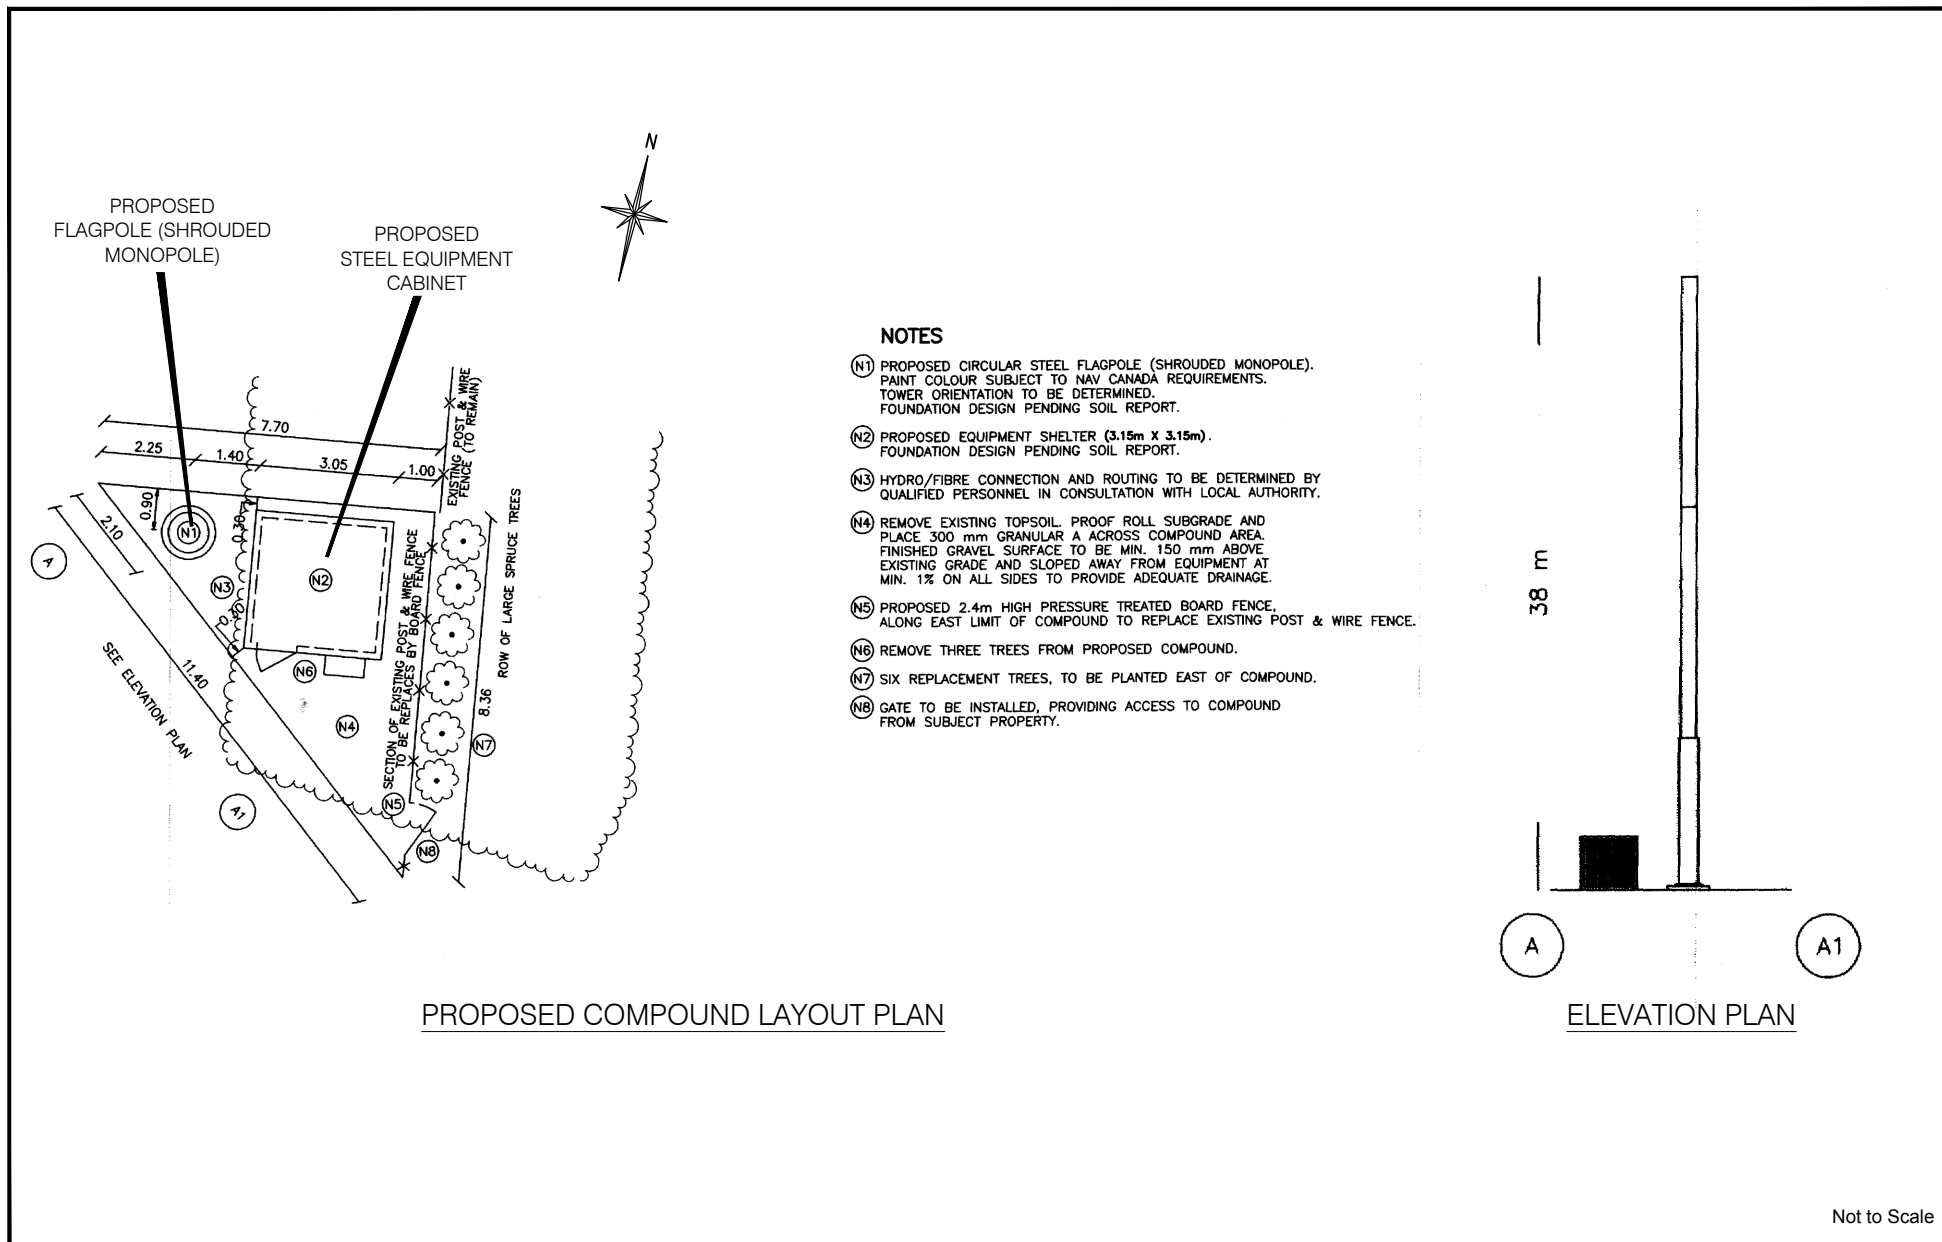 N
PROPOSED
FLAGPOLE (SHROUDED
MONOPOLE)
PROPOSED
STEEL EQUIPMENT
CABINET
EXISTING POST & WIRE
FENCE (TO REMAIN)
7.70
2.25
1.40
3.05
1.00
0.90
2.10
0.30
N1
N2
N3
0.90
A
SEE ELEVATION PLAN
11.40
A1
N6
N4
SECTION OF EXISTING POST & WIRE FENCE
TO BE REPLACES BY BOARD FENCE
ROW OF LARGE SPRUCE TREES
8.36
N7
N5
N8
NOTES
N1 PROPOSED CIRCULAR STEEL FLAGPOLE (SHROUDED MONOPOLE).
PAINT COLOUR SUBJECT TO NAV CANADA REQUIREMENTS.
TOWER ORIENTATION TO BE DETERMINED.
FOUNDATION DESIGN PENDING SOIL REPORT.
N2 PROPOSED EQUIPMENT SHELTER (3.15m X 3.15m).
FOUNDATION DESIGN PENDING SOIL REPORT.
N3 HYDRO/FIBRE CONNECTION AND ROUTING TO BE DETERMINED BY
QUALIFIED PERSONNEL IN CONSULTATION WITH LOCAL AUTHORITY.
N4 REMOVE EXISTING TOPSOIL. PROOF ROLL SUBGRADE AND
PLACE 300 mm GRANULAR A ACROSS COMPOUND AREA.
FINISHED GRAVEL SURFACE TO BE MIN. 150 mm ABOVE
EXISTING GRADE AND SLOPED AWAY FROM EQUIPMENT AT
MIN. 1% ON ALL SIDES TO PROVIDE ADEQUATE DRAINAGE.
N5 PROPOSED 2.4m HIGH PRESSURE TREATED BOARD FENCE,
ALONG EAST LIMIT OF COMPOUND TO REPLACE EXISTING POST & WIRE FENCE.
N6 REMOVE THREE TREES FROM PROPOSED COMPOUND.
N7 SIX REPLACEMENT TREES, TO BE PLANTED EAST OF COMPOUND.
N8 GATE TO BE INSTALLED, PROVIDING ACCESS TO COMPOUND
FROM SUBJECT PROPERTY.
38 m
A
A1
PROPOSED COMPOUND LAYOUT PLAN
ELEVATION PLAN
Not to Scale